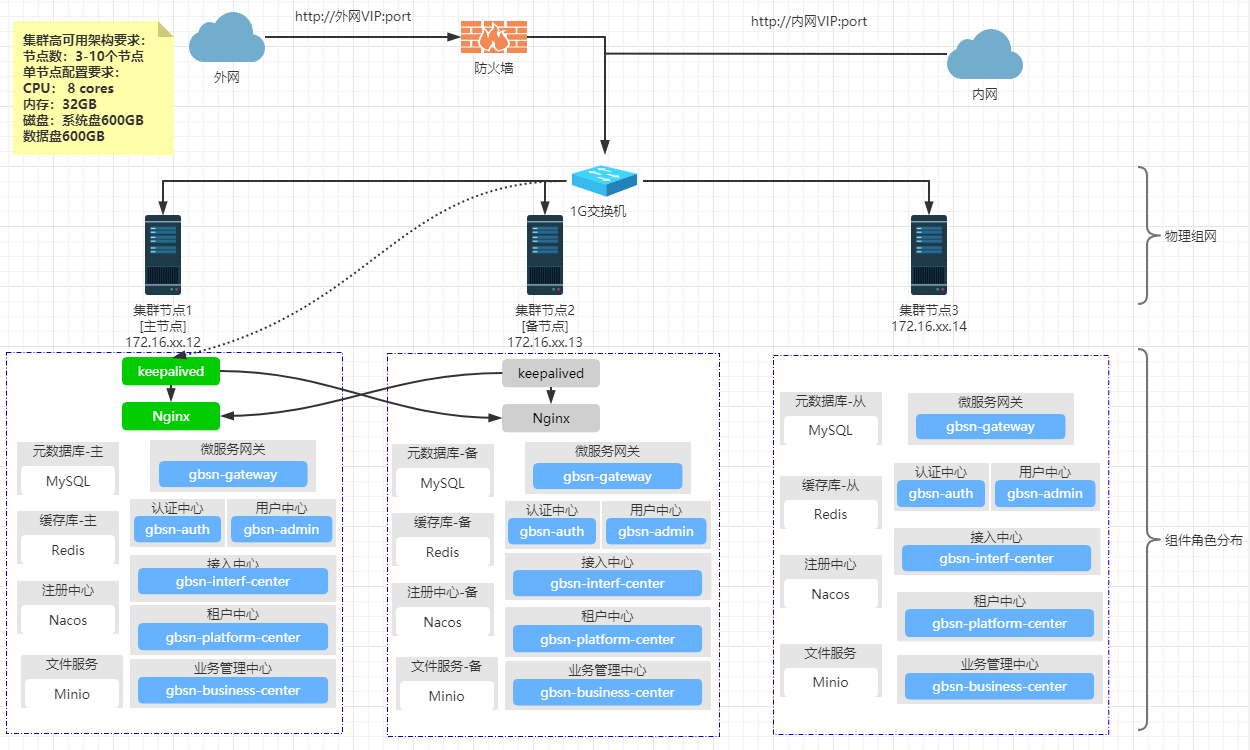 集群高可用架构要求：
节点数：3-10个节点
单节点配置要求：
CPU： 8 cores
内存：32GB
磁盘：系统盘600GB
数据盘600GB
http://外网VIP:port
http://内网VIP:port
外网
防火墙
内网
1G交换机
物理组网
集群节点1
[主节点]
172.16.xx.12
集群节点2
[备节点]
172.16.xx.13
集群节点3
172.16.xx.14
keepalived
Nginx
元数据库-主
MySQL
微服务网关
gbsn-gateway
缓存库-主
Redis
认证中心
gbsn-auth
用户中心
gbsn-admin
接入中心
gbsn-interf-center
注册中心
Nacos
租户中心
gbsn-platform-center
文件服务
Minio
业务管理中心
gbsn-business-center
keepalived
Nginx
元数据库-备
MySQL
微服务网关
gbsn-gateway
缓存库-备
Redis
认证中心
gbsn-auth
用户中心
gbsn-admin
接入中心
gbsn-interf-center
注册中心-备
Nacos
租户中心
gbsn-platform-center
文件服务-备
Minio
业务管理中心
gbsn-business-center
元数据库-从
MySQL
微服务网关
gbsn-gateway
缓存库-从
Redis
认证中心
gbsn-auth
用户中心
gbsn-admin
接入中心
gbsn-interf-center
注册中心
Nacos
租户中心
gbsn-platform-center
文件服务
Minio
业务管理中心
gbsn-business-center
组件角色分布